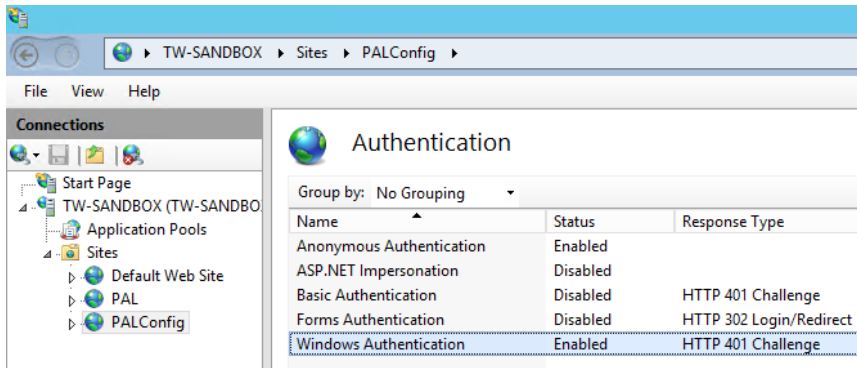 TW-SANDBOX Sites PALConfig
File View Help
Connections
Start Page
TW-SANDBOX (TW-SANDBO
Application Pools
Sites
Default Web Site
PAL
PALConfig
Authentication
Group by: No Grouping
Name Status Response Type
Anonymous Authentication Enabled
ASP.NET Impersonation Disabled
Basic Authentication Disabled HTTP 401 Challenge
Forms Authentication Disabled HTTP 302 Login/Redirect
Windows Authentication Enabled HTTP 401 Challenge